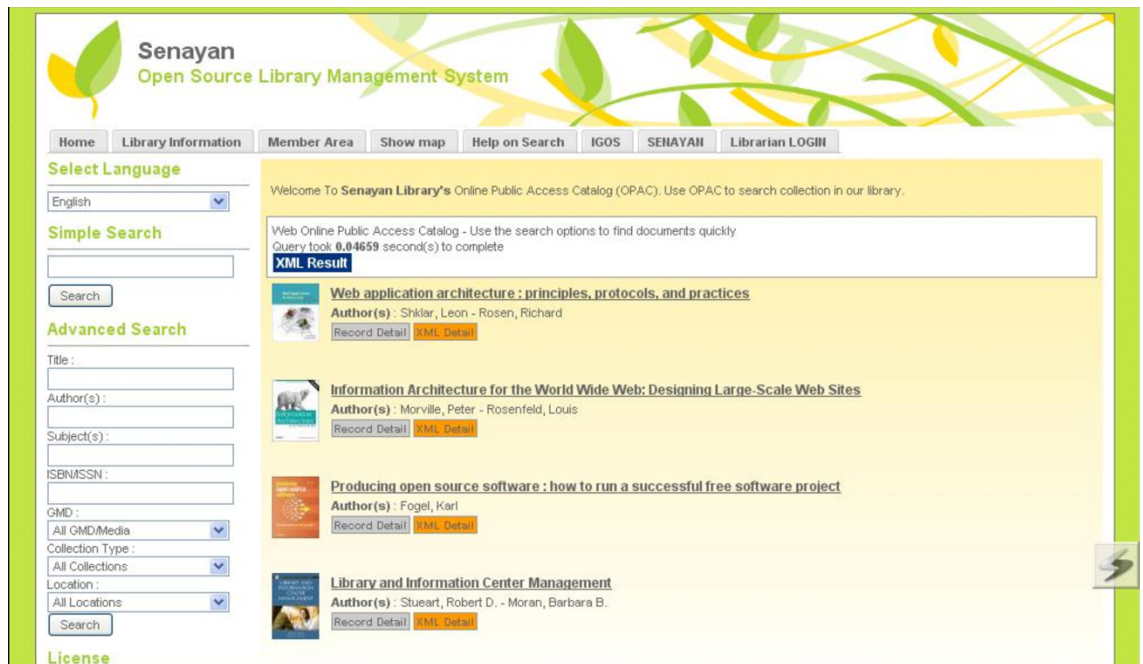 Senayan
Open Source Library Management System
Home
Library Information
Member Area
Show map
Help on Search
IGOS
SENAYAN
Librarian LOGIN
Select Language
English
Simple Search
Search
Advanced Search
Title :
Author(s) :
Subject(s) :
ISBN/ISSN :
GMD :
All GMD/Media
Collection Type :
All Collections
Location :
All Locations
Search
License
Welcome To Senayan Library's Online Public Access Catalog (OPAC). Use OPAC to search collection in our library.
Web Online Public Access Catalog - Use the search options to find documents quickly
Query took 0.04659 second(s) to complete
XML Result
Web application architecture : principles, protocols, and practices
Author(s) : Shklar, Leon - Rosen, Richard
Record Detail XML Detail
Information Architecture for the World Wide Web: Designing Large-Scale Web Sites
Author(s) : Morville, Peter - Rosenfeld, Louis
Record Detail XML Detail
Producing open source software : how to run a successful free software project
Author(s) : Fogel, Karl
Record Detail XML Detail
Library and Information Center Management
Author(s) : Stueart, Robert D. - Moran, Barbara B.
Record Detail XML Detail